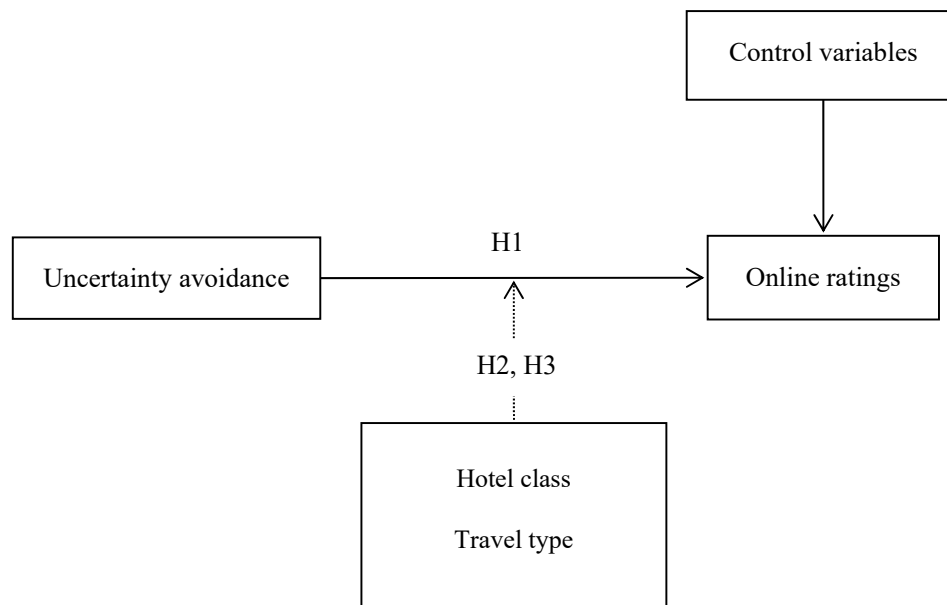 Control variables
H1
Uncertainty avoidance
Online ratings
H2, H3
Hotel class
Travel type